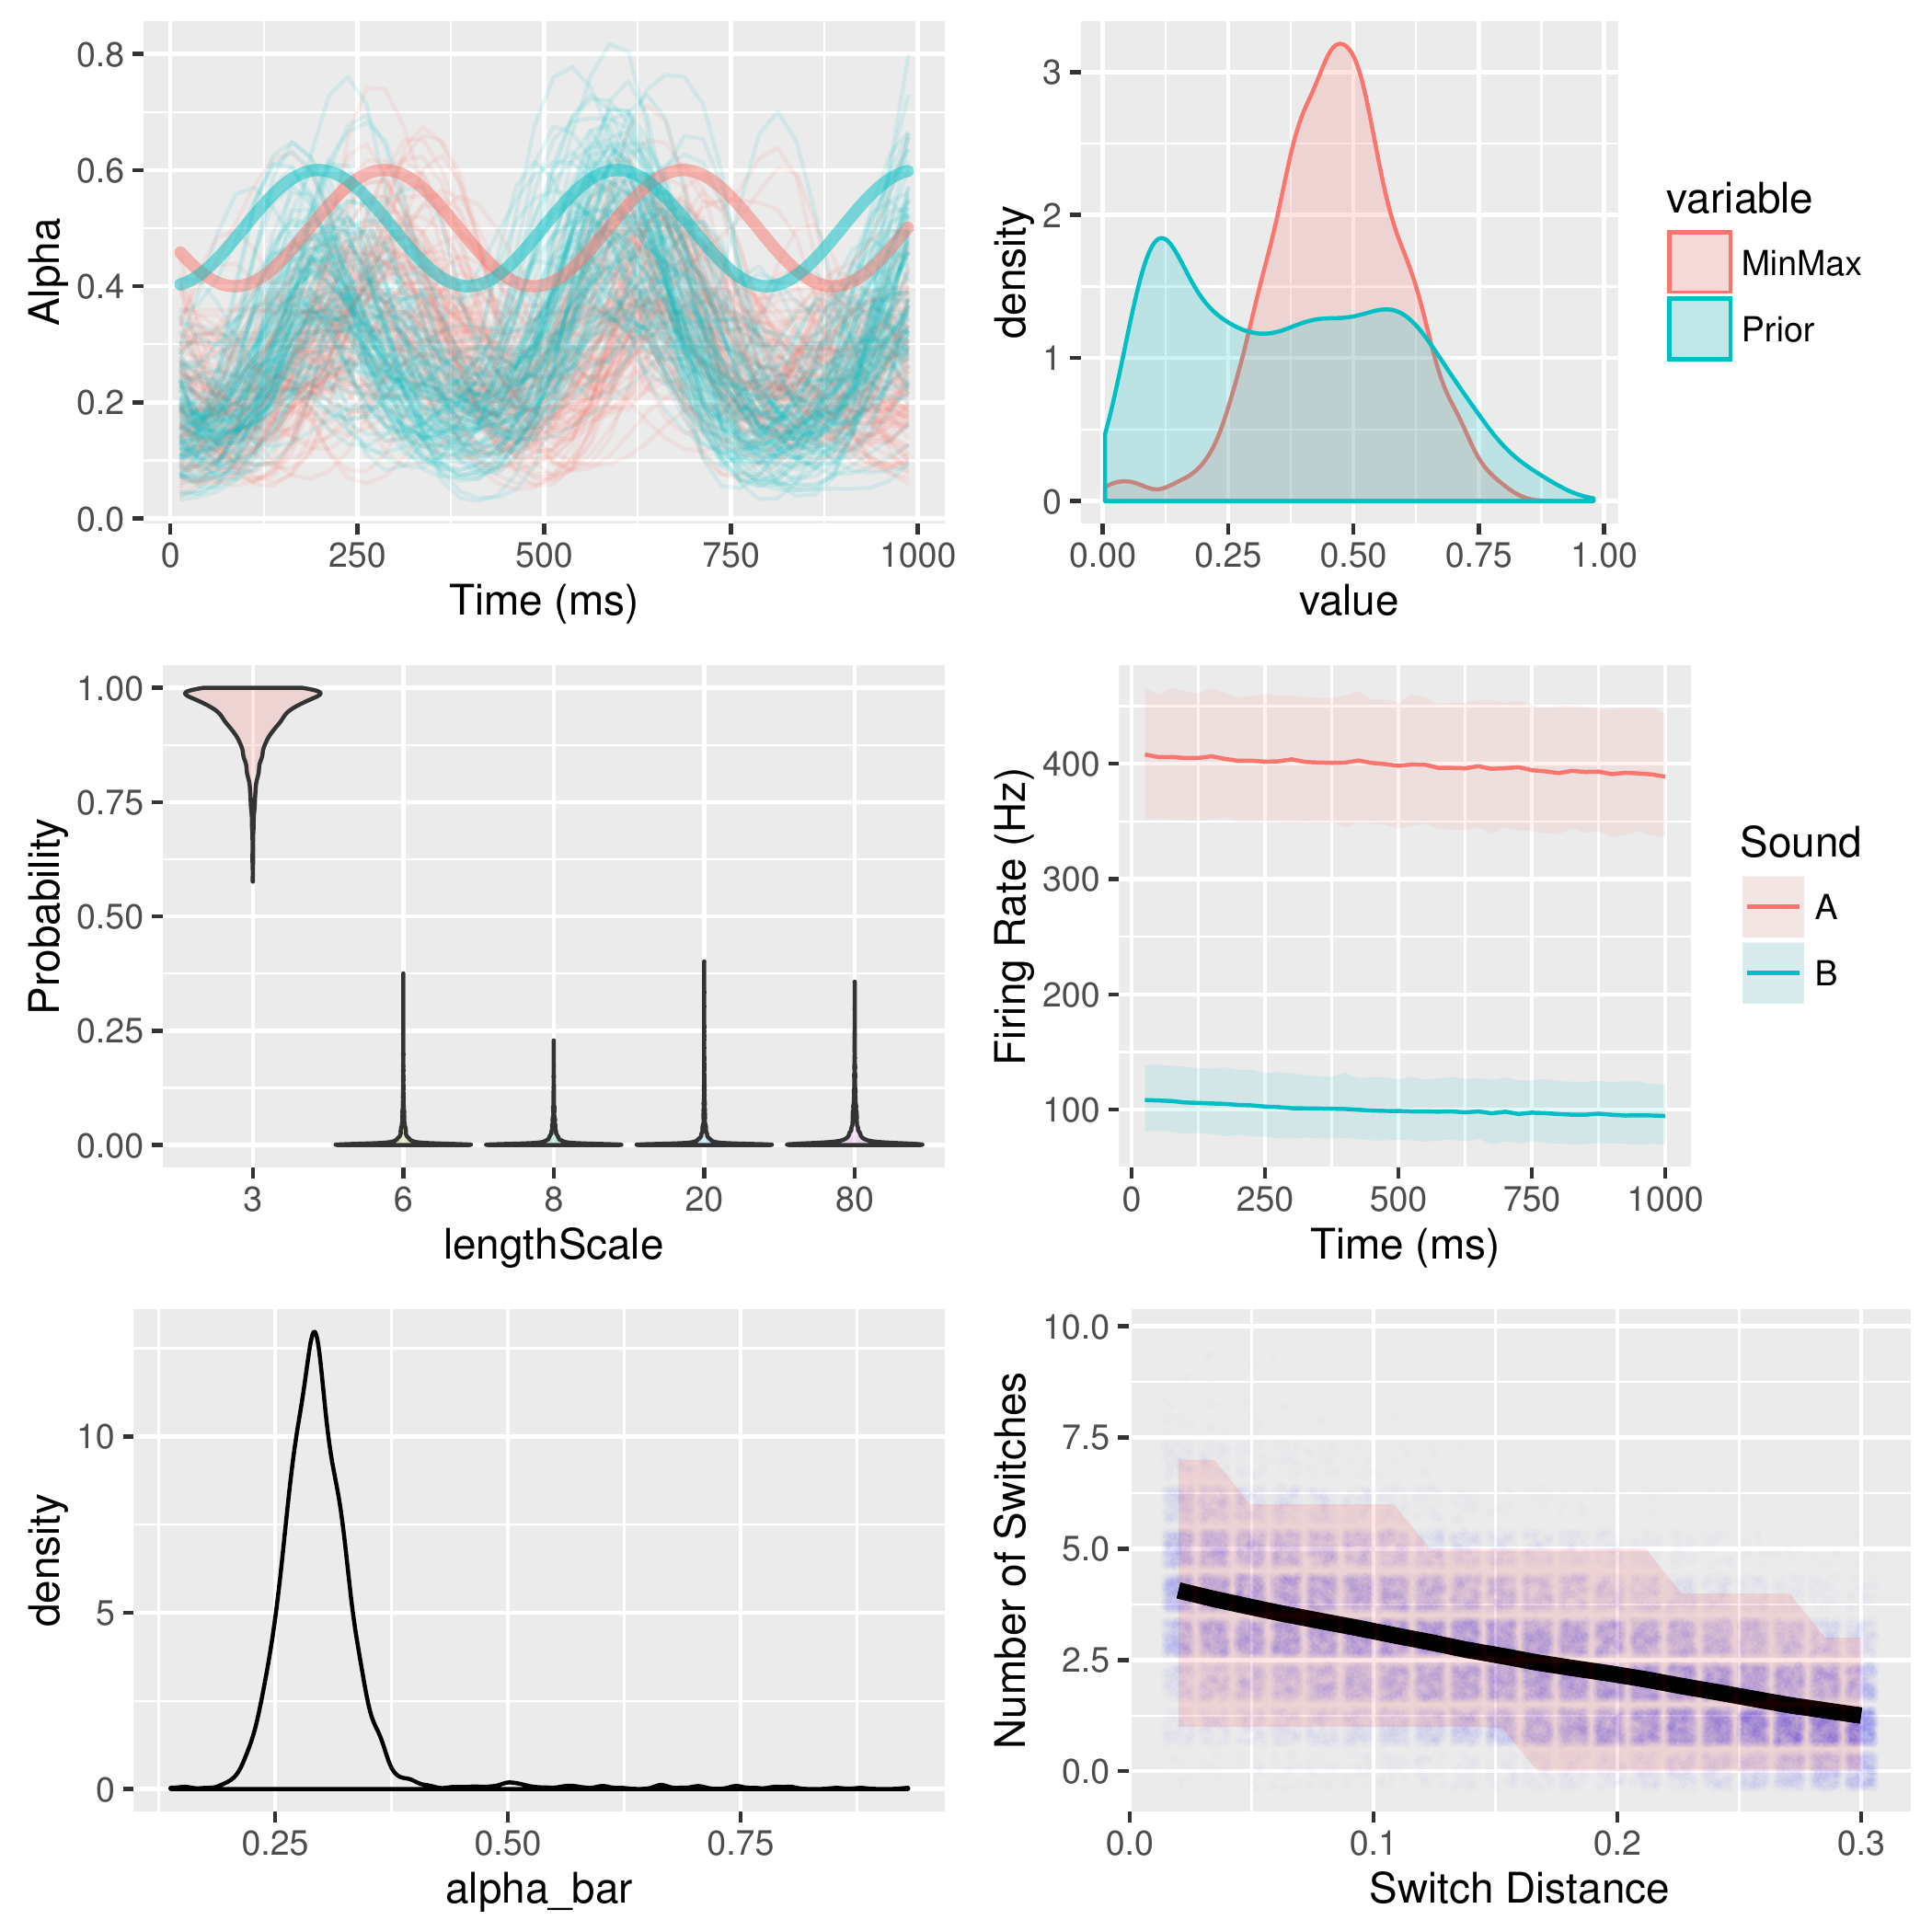 Alpha
0.8
0.6
0.4
0.2
0.0
0 250 500 750 1000
Time (ms)
density
3
2
1
0
0.00 0.25 0.50 0.75 1.00
value
variable
MinMax
Prior
Probability
1.00
0.75
0.50
0.25
0.00
3 6 8 20 80
lengthScale
Firing Rate (Hz)
400
300
200
100
0 250 500 750 1000
Time (ms)
Sound
A
B
density
10
5
0
0.25 0.50 0.75
alpha_bar
Number of Switches
10.0
7.5
5.0
2.5
0.0
0.0 0.1 0.2 0.3
Switch Distance